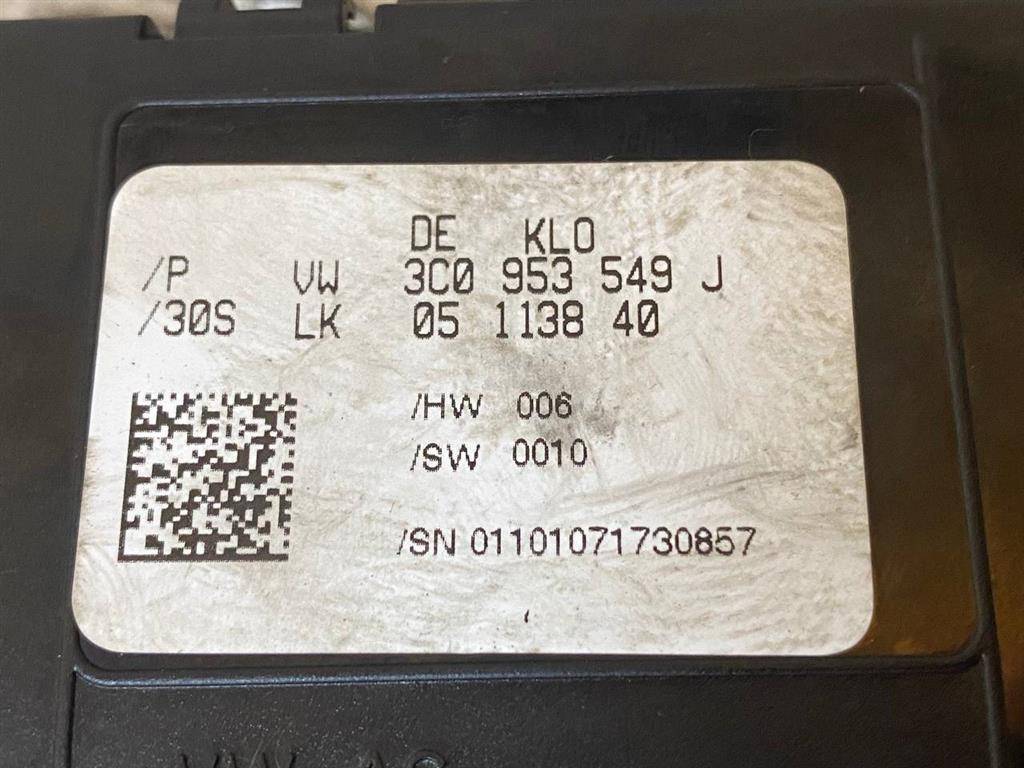 DE KLO
/P VW 3C0 953 549 J
/30S LK 05 1138 40
/HW 006
/SW 0010
/SN 01101071730857